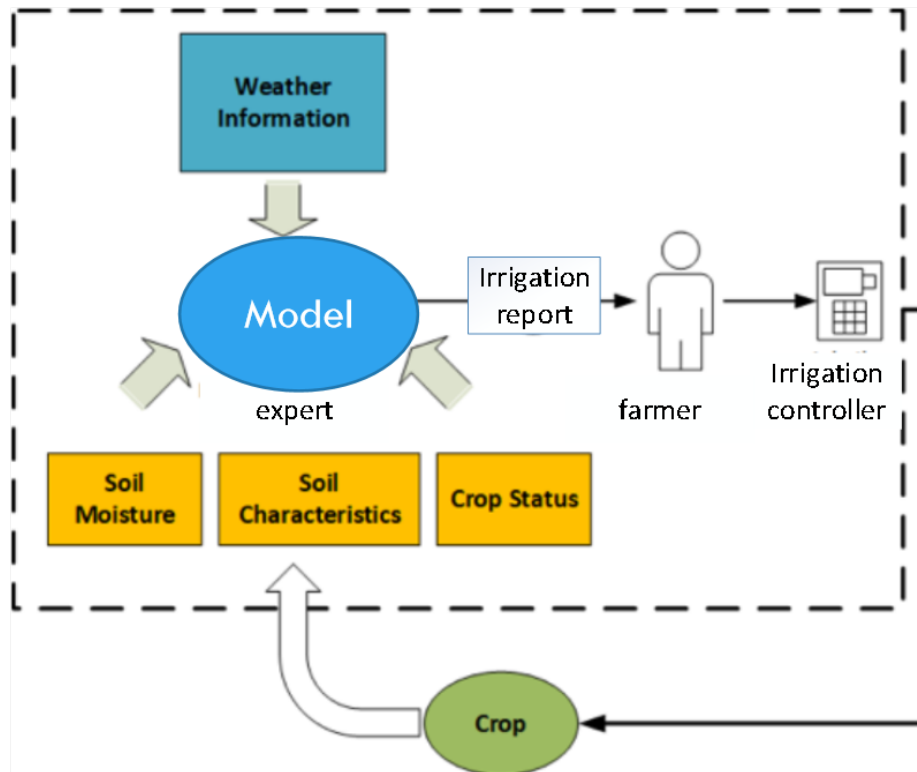 Weather
Information
Model
Irrigation
report
expert
farmer
Irrigation
controller
Soil
Moisture
Soil
Characteristics
Crop Status
Crop